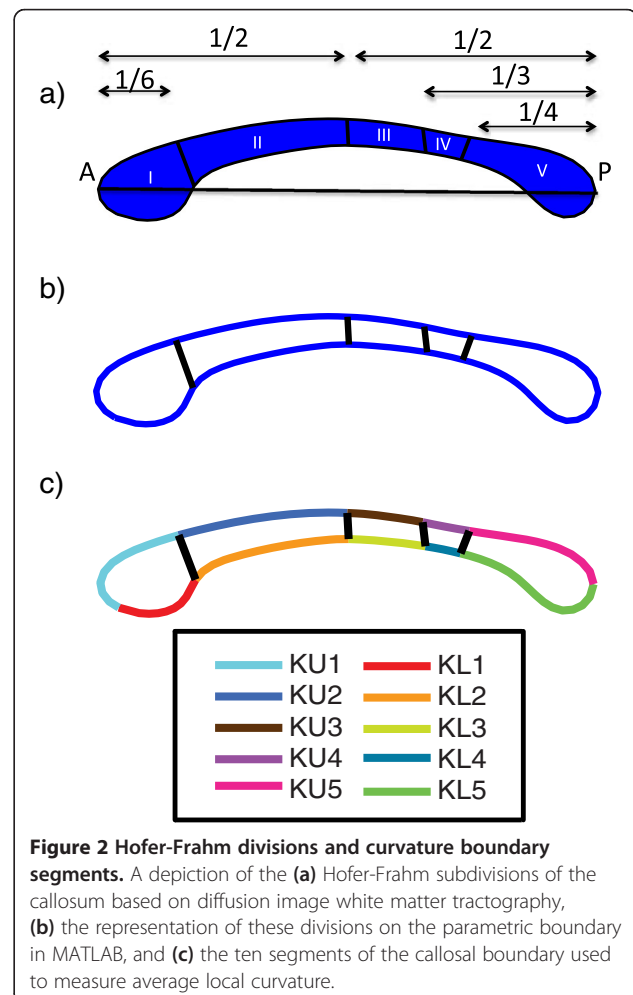 1/2 1/2
1/6 1/3
a) 1/4
A I II III IV V P
b)
c)
KU1 KL1
KU2 KL2
KU3 KL3
KU4 KL4
KU5 KL5
Figure 2 Hofer-Frahm divisions and curvature boundary
segments. A depiction of the (a) Hofer-Frahm subdivisions of the
callosum based on diffusion image white matter tractography,
(b) the representation of these divisions on the parametric boundary
in MATLAB, and (c) the ten segments of the callosal boundary used
to measure average local curvature.